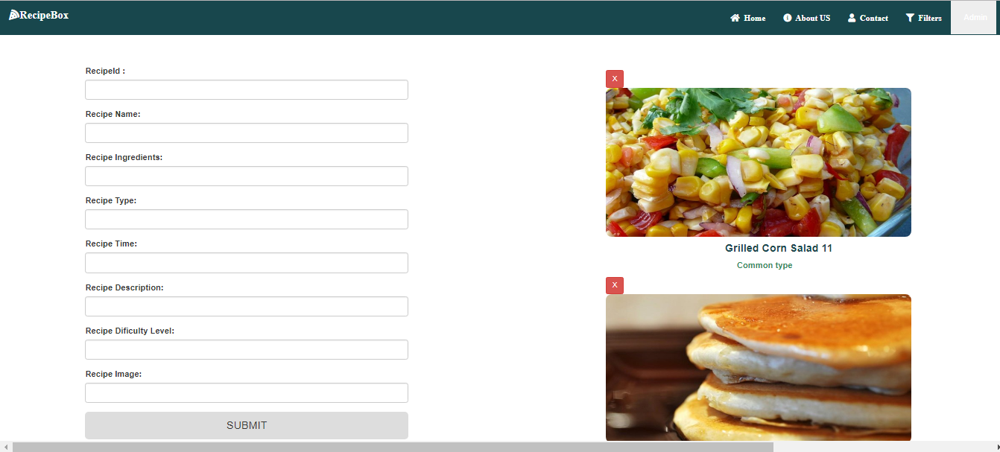 RecipeBox
Home
About US
Contact
Filters
Admin
RecipeId :
Recipe Name:
Recipe Ingredients:
Recipe Type:
Recipe Time:
Recipe Description:
Recipe Dificulty Level:
Recipe Image:
SUBMIT
X
Grilled Corn Salad 11
Common type
X